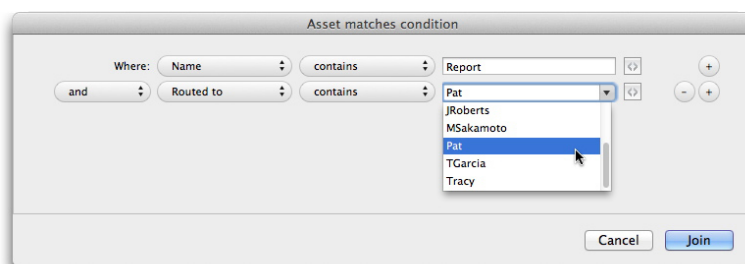 Asset matches condition
Where: Name contains Report <> +
and Routed to contains Pat <> - +
JRoberts
MSakamoto
Pat
TGarcia
Tracy
Cancel Join